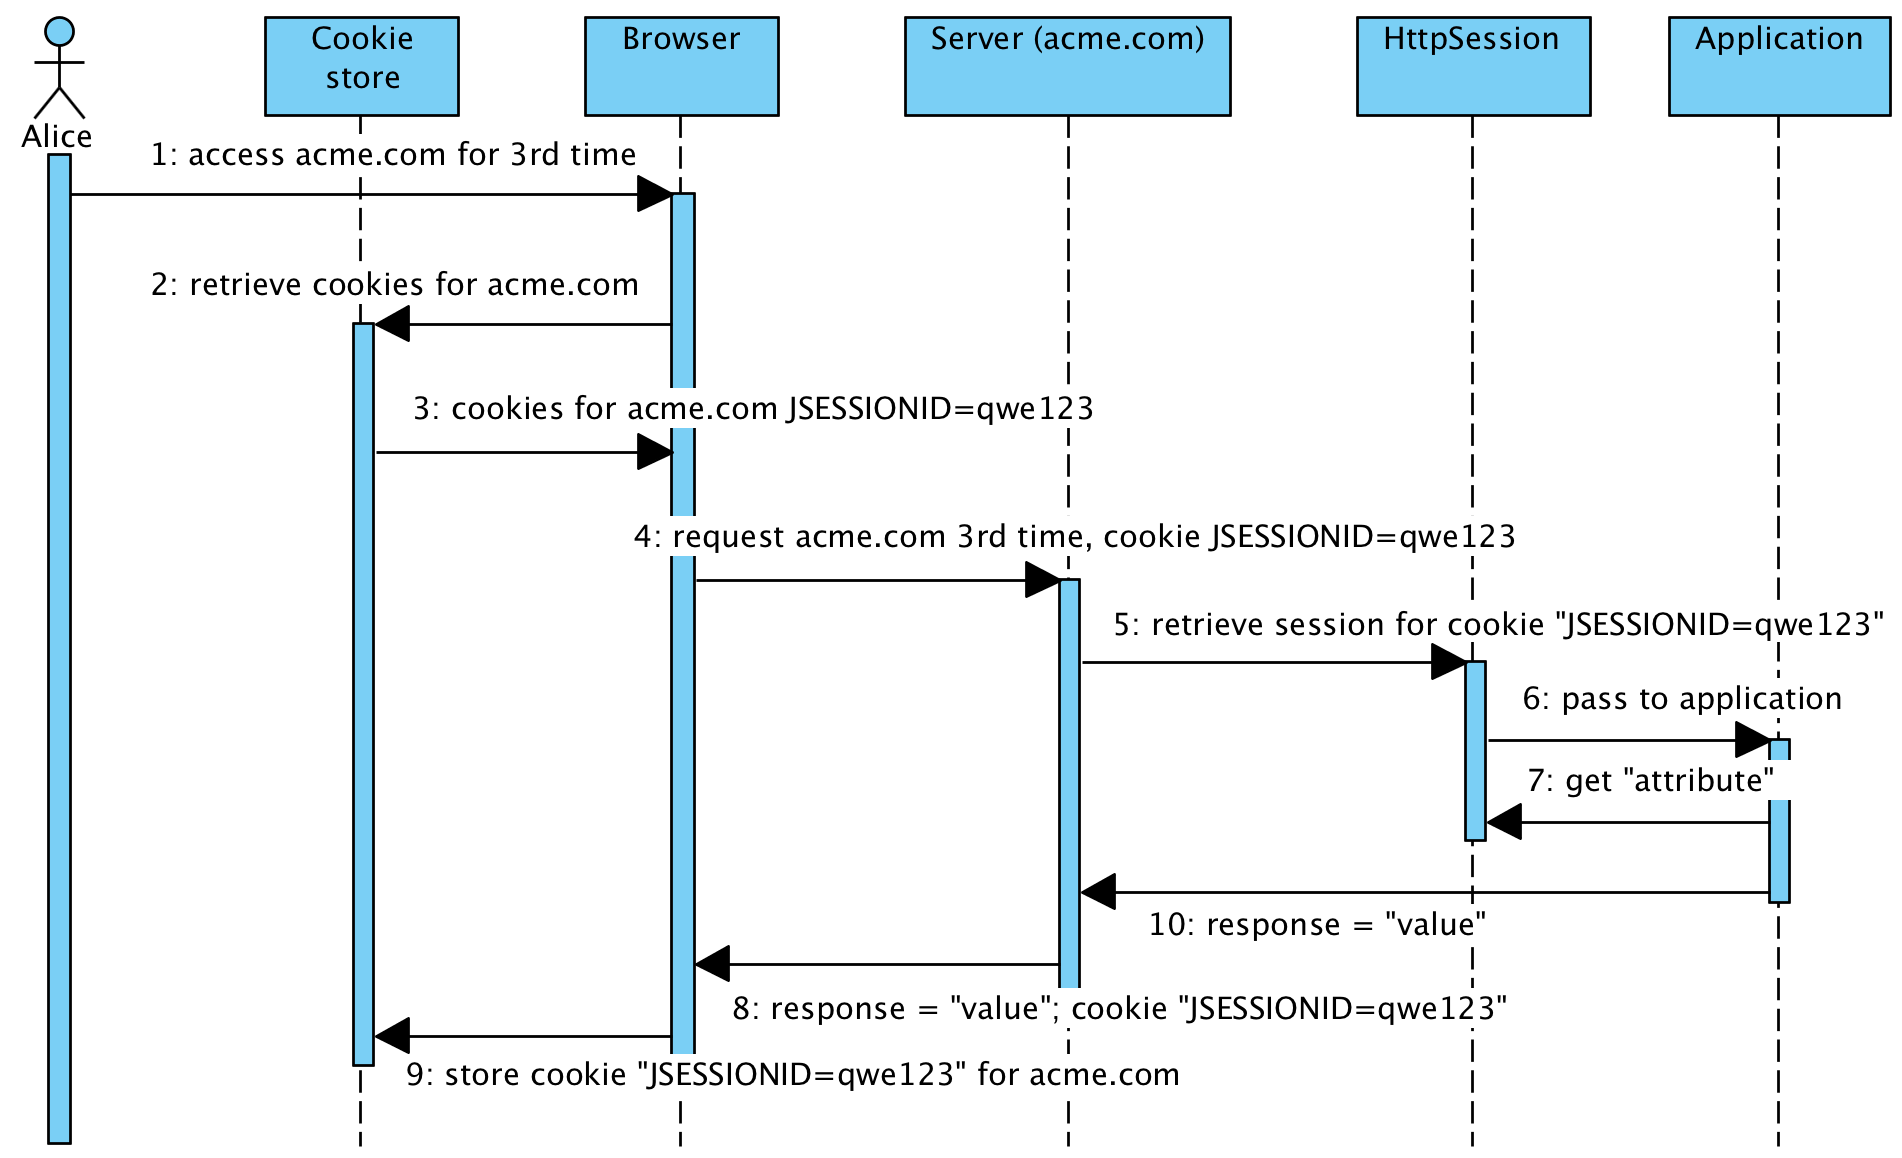 Cookie
store
Browser
Server (acme.com)
HttpSession
Application
Alice
1: access acme.com for 3rd time
2: retrieve cookies for acme.com
3: cookies for acme.com JSESSIONID=qwe123
4: request acme.com 3rd time, cookie JSESSIONID=qwe123
5: retrieve session for cookie "JSESSIONID=qwe123"
6: pass to application
7: get "attribute"
10: response = "value"
8: response = "value"; cookie "JSESSIONID=qwe123"
9: store cookie "JSESSIONID=qwe123" for acme.com